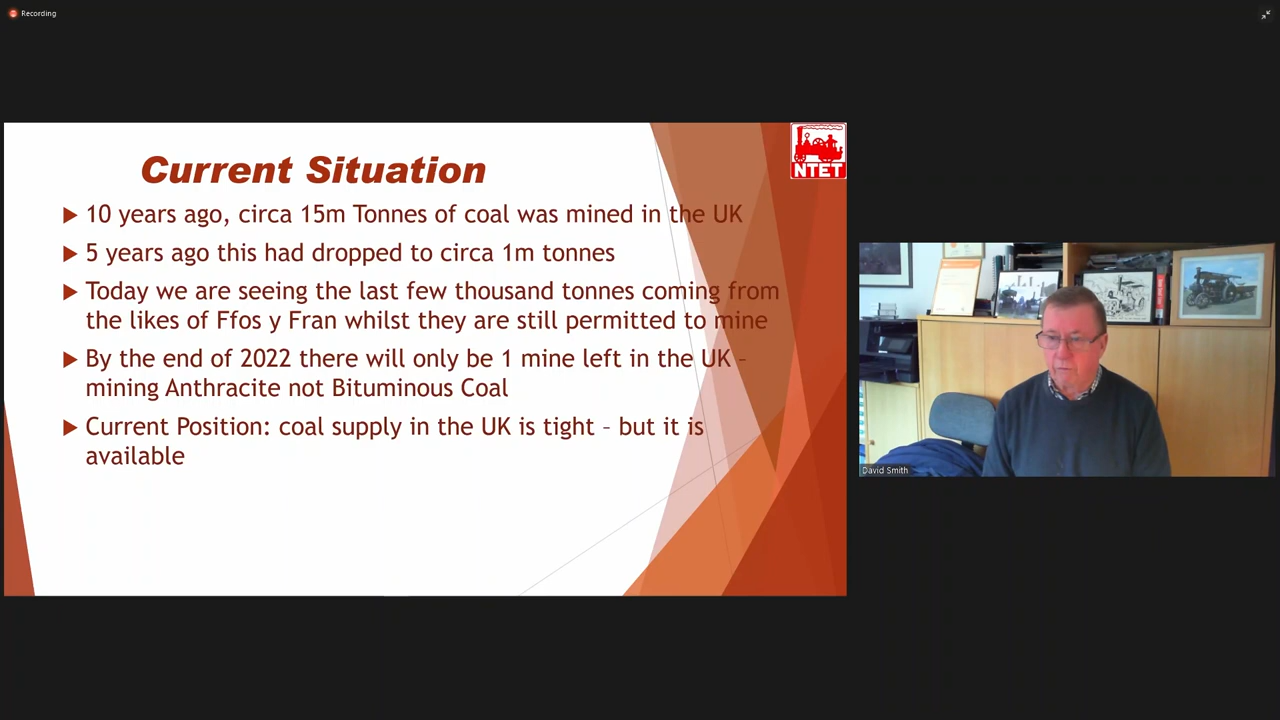 Recording
Current Situation
NTET
10 years ago, circa 15m Tonnes of coal was mined in the UK
5 years ago this had dropped to circa 1m tonnes
Today we are seeing the last few thousand tonnes coming from
the likes of Ffos y Fran whilst they are still permitted to mine
By the end of 2022 there will only be 1 mine left in the UK –
mining Anthracite not Bituminous Coal
Current Position: coal supply in the UK is tight – but it is
available
David Smith